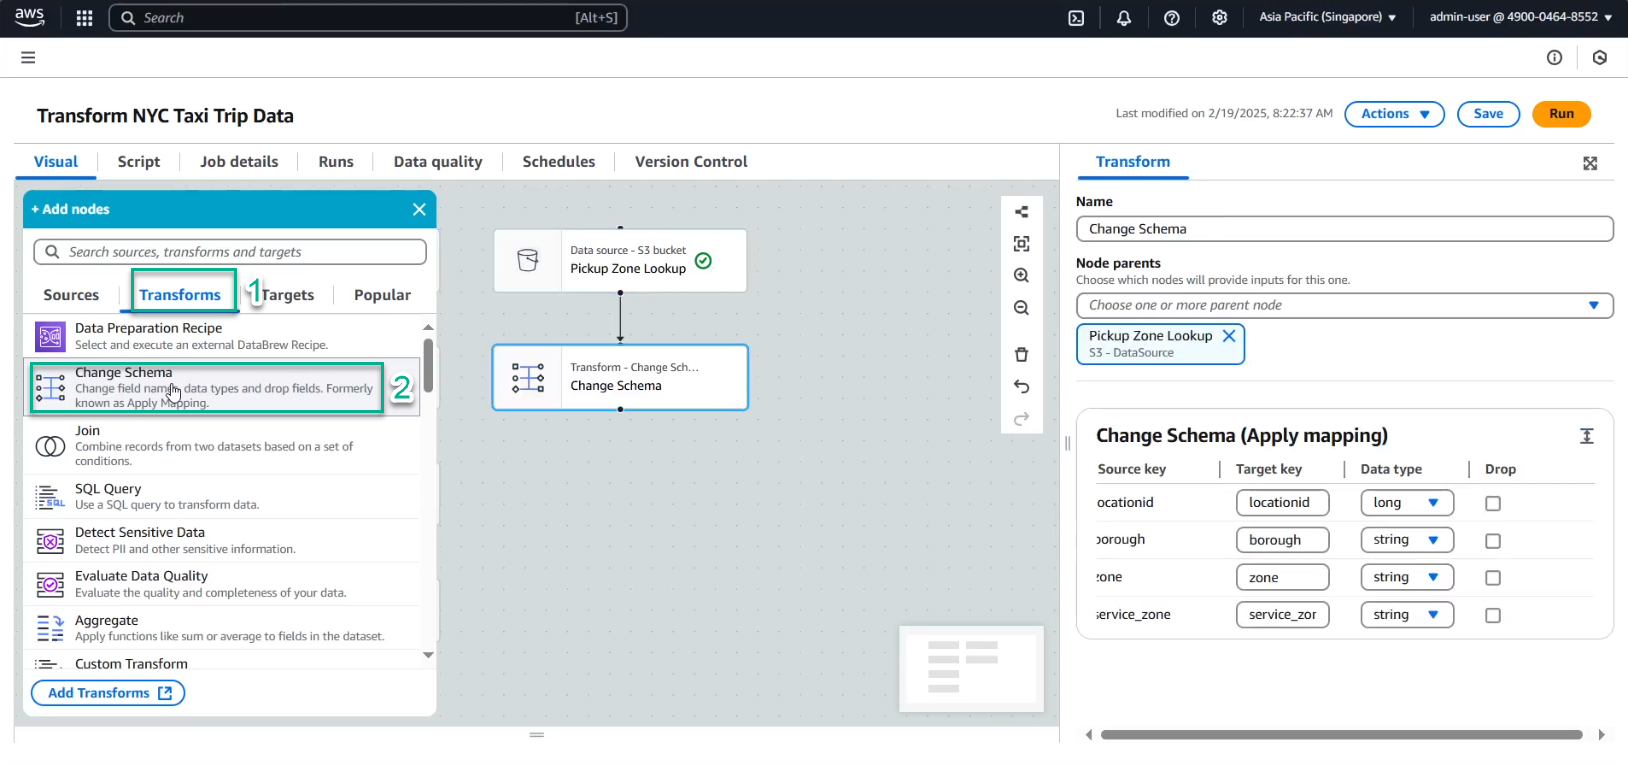 aws
Search
[Alt+S]
Asia Pacific (Singapore)
admin-user @ 4900-0464-8552
Transform NYC Taxi Trip Data
Last modified on 2/19/2025, 8:22:37 AM
Actions
Save
Run
Visual
Script
Job details
Runs
Data quality
Schedules
Version Control
+ Add nodes
Search sources, transforms and targets
Sources
Transforms
1
Targets
Popular
Data Preparation Recipe
Select and execute an external DataBrew Recipe.
Change Schema
Change field name, data types and drop fields. Formerly
known as Apply Mapping.
2
Join
Combine records from two datasets based on a set of
conditions.
SQL Query
Use a SQL query to transform data.
Detect Sensitive Data
Detect PII and other sensitive information.
Evaluate Data Quality
Evaluate the quality and completeness of your data.
Aggregate
Apply functions like sum or average to fields in the dataset.
Custom Transform
Add Transforms
Data source - S3 bucket
Pickup Zone Lookup
Transform - Change Sch...
Change Schema
Transform
Name
Change Schema
Node parents
Choose which nodes will provide inputs for this one.
Choose one or more parent node
Pickup Zone Lookup
S3 - DataSource
Change Schema (Apply mapping)
Source key
Target key
Data type
Drop
locationid
locationid
long
borough
borough
string
zone
zone
string
service_zone
service_zor
string